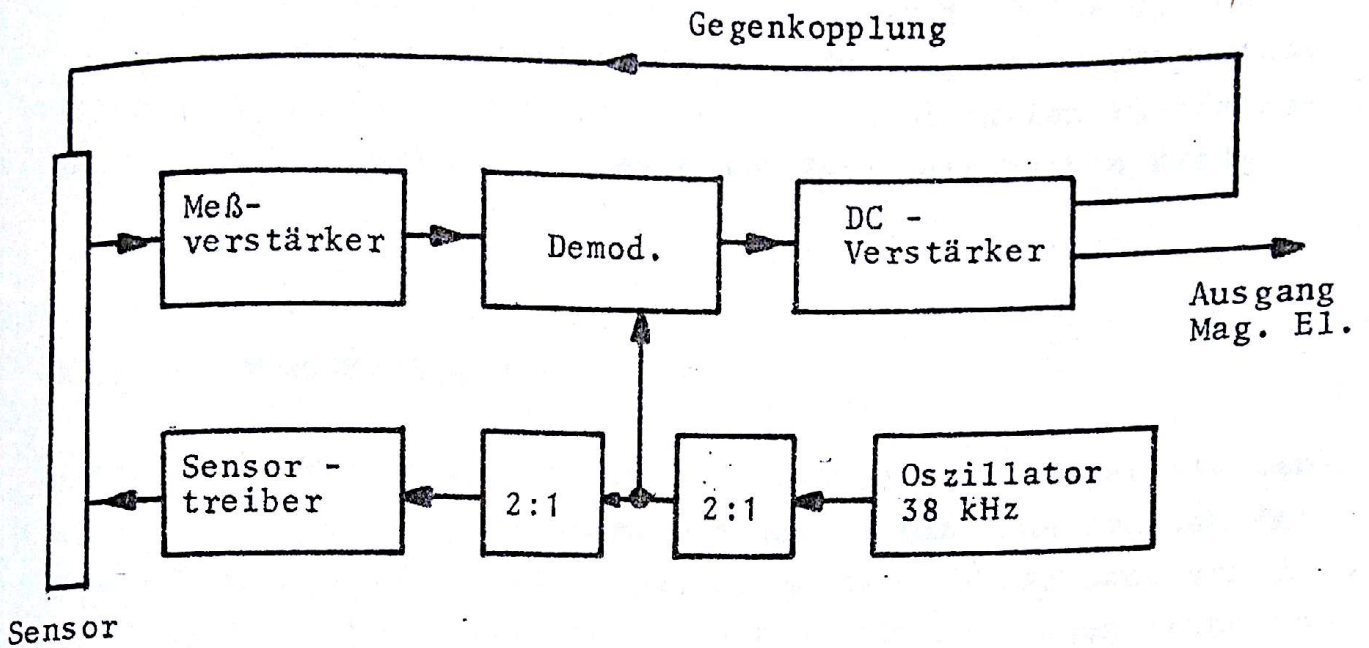 Gegenkopplung
Meß-
verstärker
Demod.
DC -
Verstärker
Ausgang
Mag. El.
Sensor -
treiber
2:1
2:1
Oszillator
38 kHz
Sensor